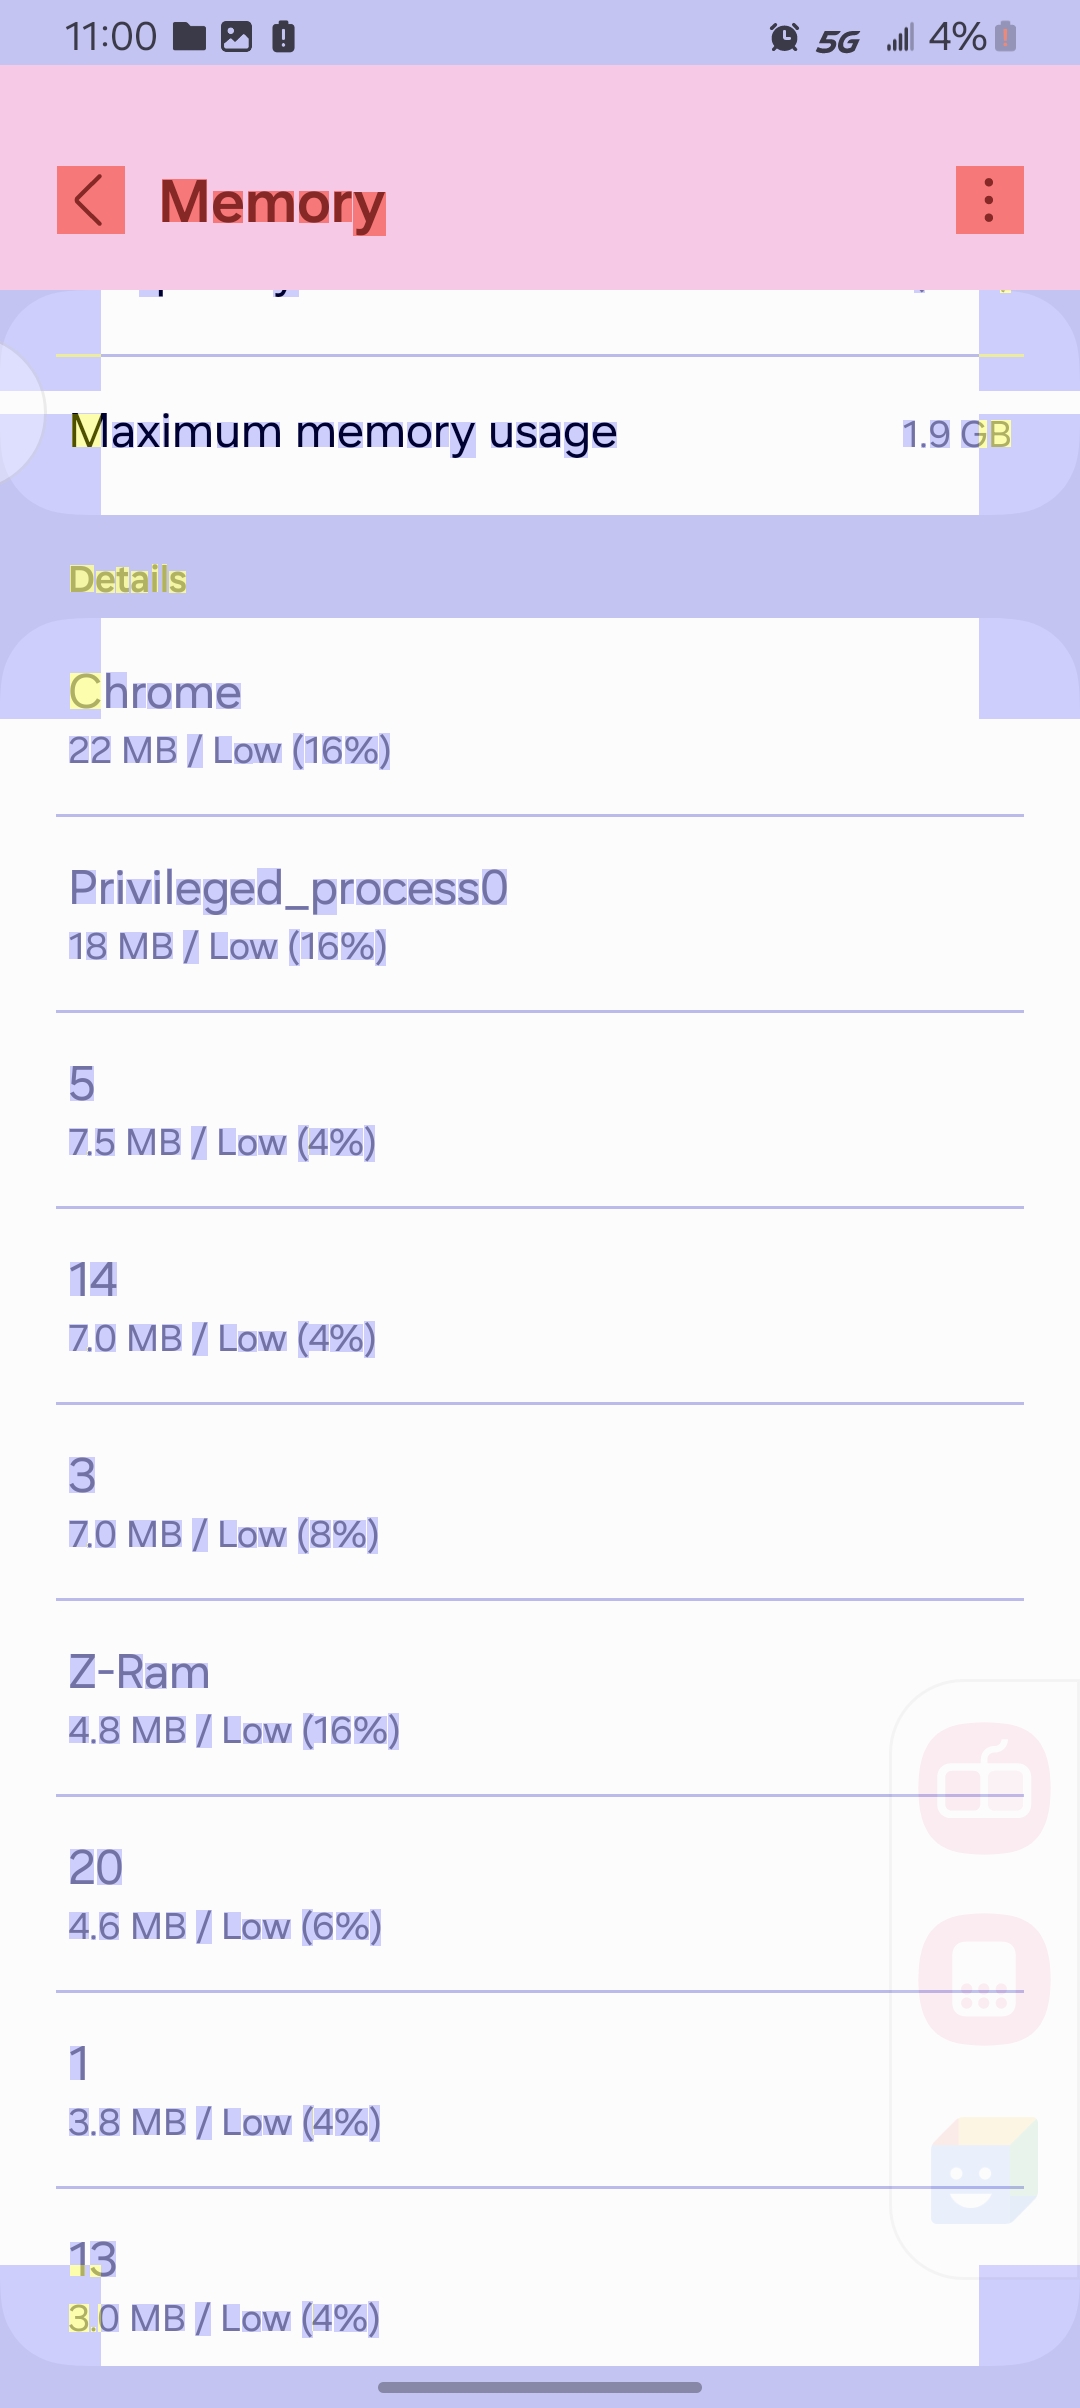 11:00 5G 4%
Memory
Maximum memory usage 1.9 GB
Details
Chrome
22 MB / Low (16%)
Privileged_process0
18 MB / Low (16%)
5
7.5 MB / Low (4%)
14
7.0 MB / Low (4%)
3
7.0 MB / Low (8%)
Z-Ram
4.8 MB / Low (16%)
20
4.6 MB / Low (6%)
1
3.8 MB / Low (4%)
13
3.0 MB / Low (4%)